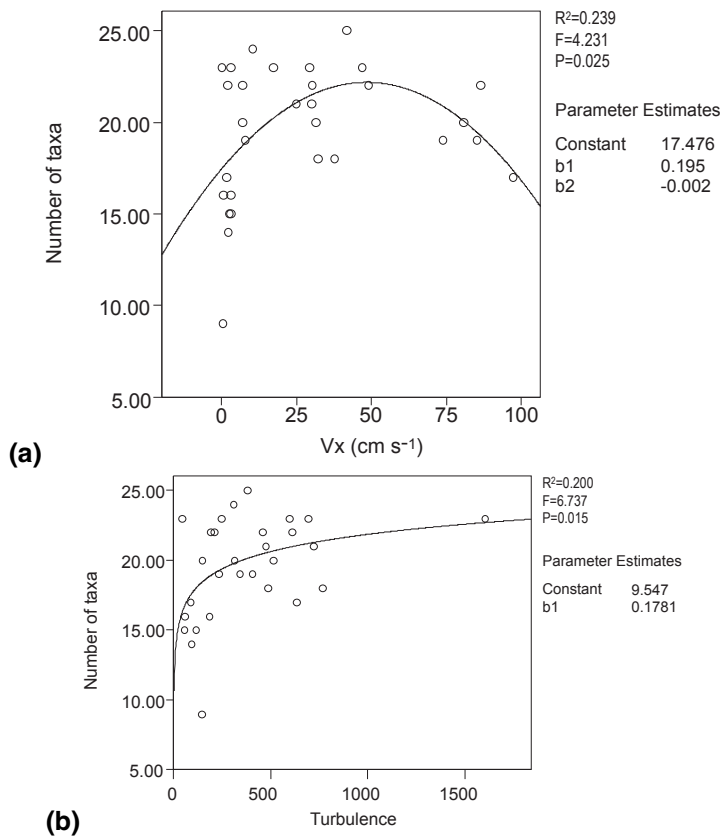 25.00
20.00
15.00
10.00
5.00
Number of taxa
0
25
50
75
100
Vx (cm s-1)
R²=0.239
F=4.231
P=0.025
Parameter Estimates
Constant 17.476
b1 0.195
b2 -0.002
(a)
25.00
20.00
15.00
10.00
5.00
Number of taxa
0
500
1000
1500
Turbulence
R²=0.200
F=6.737
P=0.015
Parameter Estimates
Constant 9.547
b1 0.1781
(b)